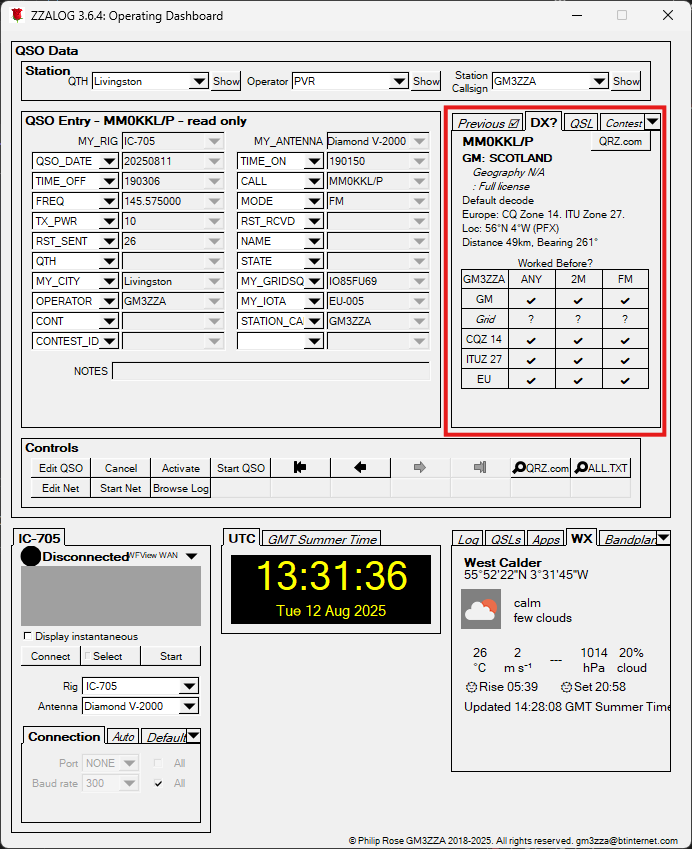 ZZALOG 3.6.4: Operating Dashboard
QSO Data
Station
QTH Livingston Show Operator PVR Show Station Callsign GM3ZZA Show
QSO Entry - MM0KKL/P - read only
MY_RIG IC-705 MY_ANTENNA Diamond V-2000
QSO_DATE 20250811 TIME_ON 190150
TIME_OFF 190306 CALL MM0KKL/P
FREQ 145.575000 MODE FM
TX_PWR 10 RST_RCVD
RST_SENT 26 NAME
QTH STATE
MY_CITY Livingston MY_GRIDSQ IO85FU69
OPERATOR GM3ZZA MY_IOTA EU-005
CONT STATION_CA GM3ZZA
CONTEST_ID
NOTES
Previous DX? QSL Contest
MM0KKL/P QRZ.com
GM: SCOTLAND
Geography N/A
: Full license
Default decode
Europe: CQ Zone 14. ITU Zone 27.
Loc: 56°N 4°W (PFX)
Distance 49km, Bearing 261°
Worked Before?
GM3ZZA ANY 2M FM
GM ✔ ✔ ✔
Grid ? ? ?
CQZ 14 ✔ ✔ ✔
ITUZ 27 ✔ ✔ ✔
EU ✔ ✔ ✔
Controls
Edit QSO Cancel Activate Start QSO QRZ.com ALL.TXT
Edit Net Start Net Browse Log
IC-705
Disconnected WFView WAN
Display instantaneous
Connect Select Start
Rig IC-705
Antenna Diamond V-2000
Connection Auto Default
Port NONE All
Baud rate 300 All
UTC GMT Summer Time
13:31:36
Tue 12 Aug 2025
Log QSLs Apps WX Bandplan
West Calder
55°52'22"N 3°31'45"W
calm
few clouds
26 2 --- 1014 20%
°C m s⁻¹ hPa cloud
Rise 05:39 Set 20:58
Updated 14:28:08 GMT Summer Time
© Philip Rose GM3ZZA 2018-2025. All rights reserved. gm3zza@btinternet.com